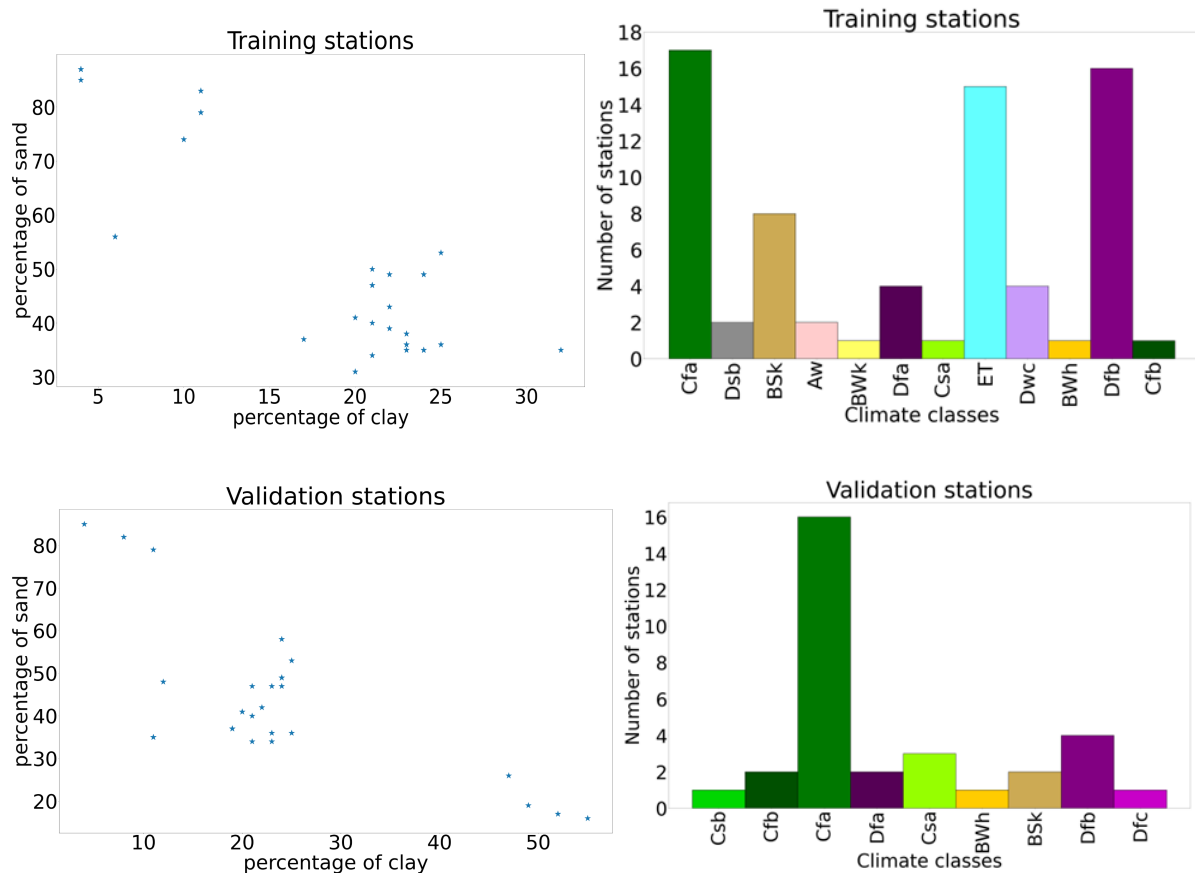 Training stations
percentage of sand
80
70
60
50
40
30
5 10 15 20 25 30
percentage of clay
Training stations
Number of stations
18
16
14
12
10
8
6
4
2
0
Cfa Dsb BSk Aw BWk Dfa Csa ET Dwc BWh Dfb Cfb
Climate classes
Validation stations
percentage of sand
80
70
60
50
40
30
20
10 20 30 40 50
percentage of clay
Validation stations
Number of stations
16
14
12
10
8
6
4
2
0
Csb Cfb Cfa Dfa Csa BWh BSk Dfb Dfc
Climate classes